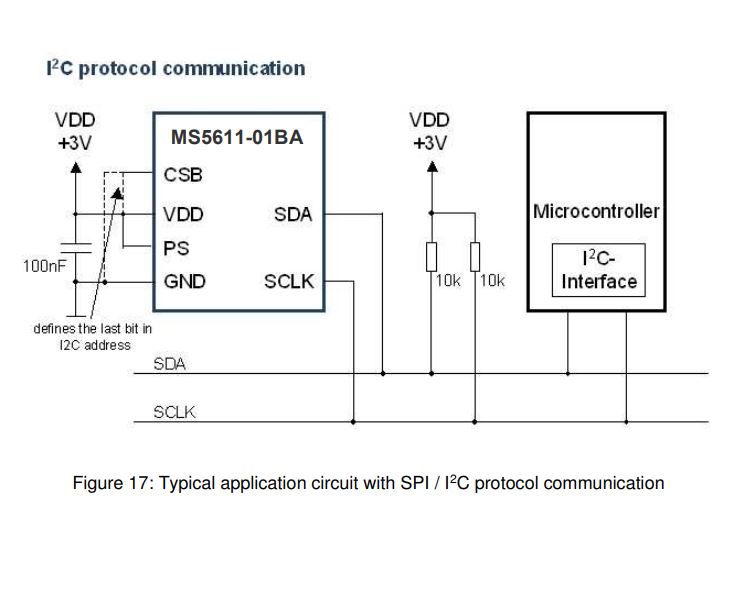 I²C protocol communication
VDD
+3V
MS5611-01BA
CSB
VDD
PS
GND
SDA
SCLK
100nF
defines the last bit in
I2C address
VDD
+3V
10k
10k
Microcontroller
I²C-
Interface
SDA
SCLK
Figure 17: Typical application circuit with SPI / I²C protocol communication